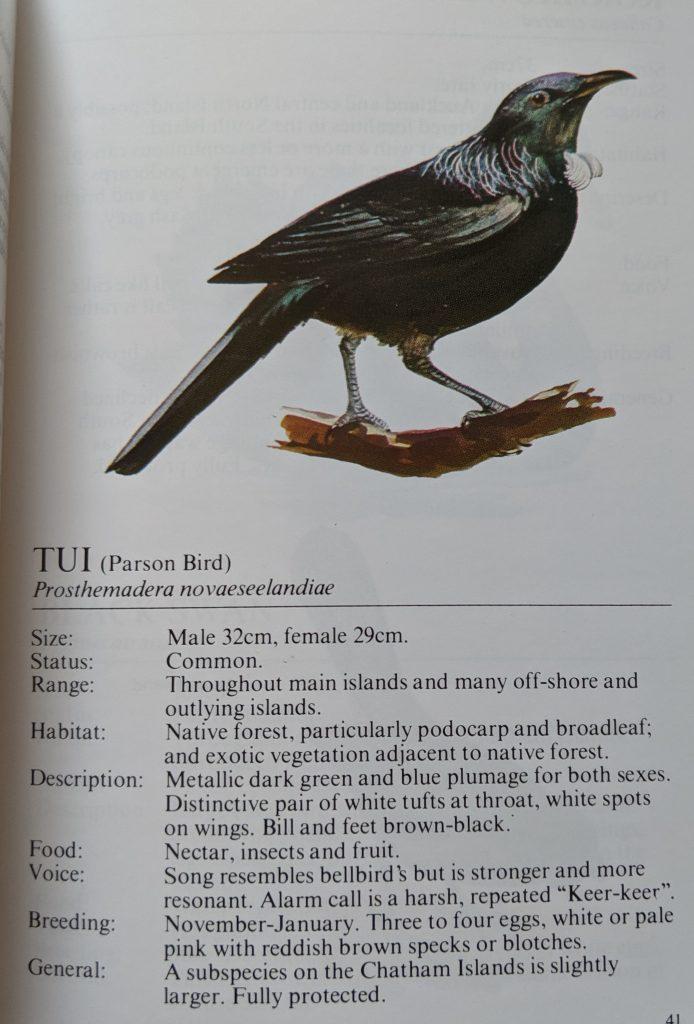 TUI (Parson Bird)
Prosthemadera novaeseelandiae
Size: Male 32cm, female 29cm.
Status: Common.
Range: Throughout main islands and many off-shore and
outlying islands.
Habitat: Native forest, particularly podocarp and broadleaf;
and exotic vegetation adjacent to native forest.
Description: Metallic dark green and blue plumage for both sexes.
Distinctive pair of white tufts at throat, white spots
on wings. Bill and feet brown-black.
Food: Nectar, insects and fruit.
Voice: Song resembles bellbird's but is stronger and more
resonant. Alarm call is a harsh, repeated “Keer-keer”.
Breeding: November-January. Three to four eggs, white or pale
pink with reddish brown specks or blotches.
General: A subspecies on the Chatham Islands is slightly
larger. Fully protected.
41